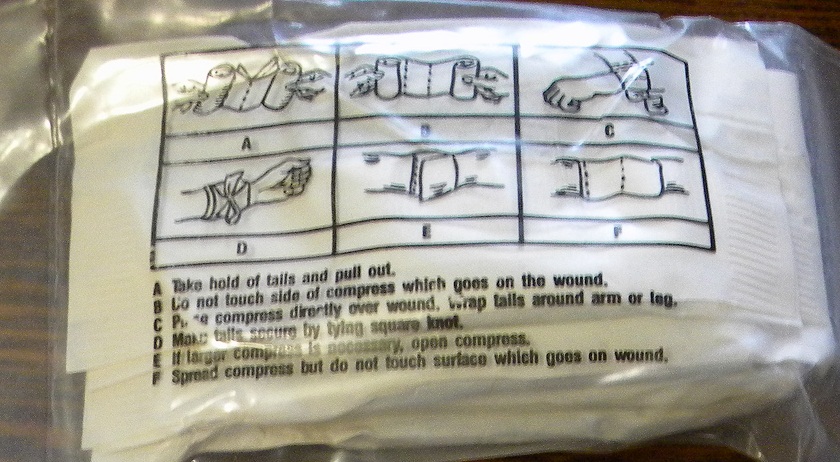 A
B
C
D
E
F
A Take hold of tails and pull out.
B Do not touch side of compress which goes on the wound.
C Place compress directly over wound. Wrap tails around arm or leg.
D Make tails secure by tying square knot.
E If larger compress is necessary, open compress.
F Spread compress but do not touch surface which goes on wound.